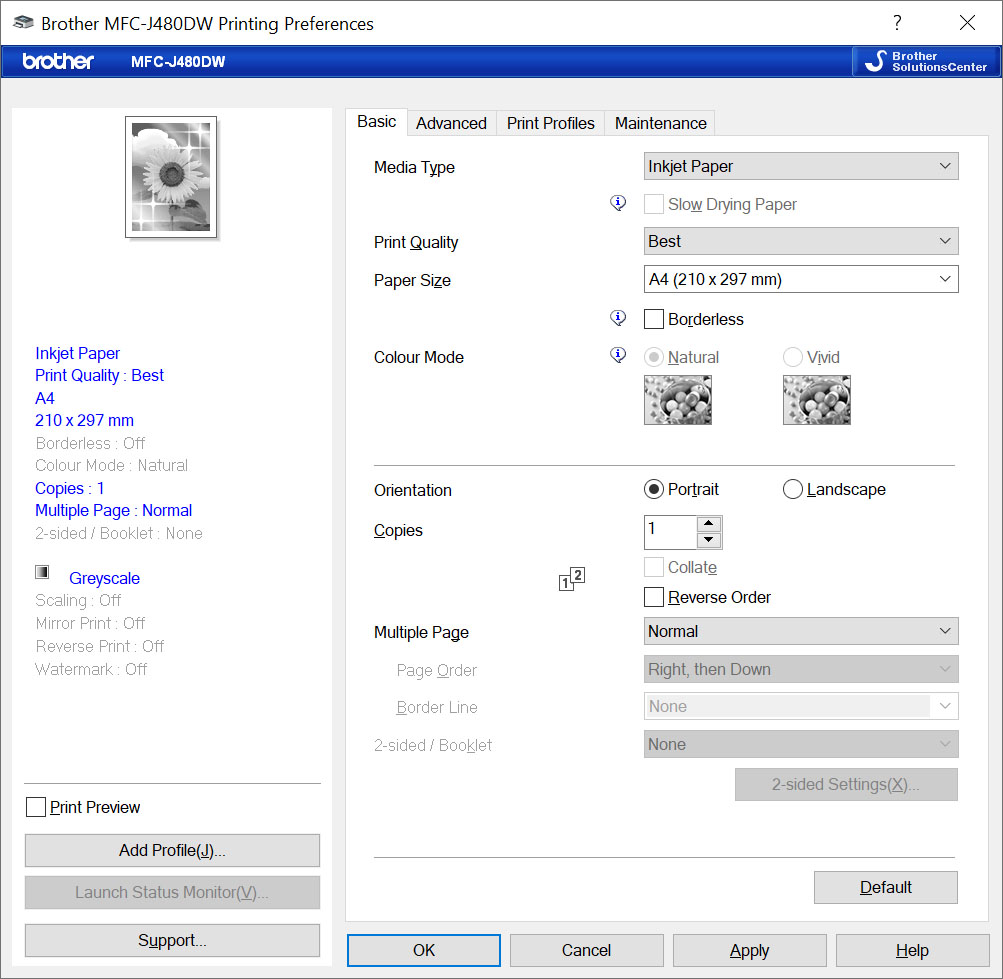 Brother MFC-J480DW Printing Preferences
?
brother
MFC-J480DW
Brother
SolutionsCenter
Inkjet Paper
Print Quality : Best
A4
210 x 297 mm
Borderless : Off
Colour Mode : Natural
Copies : 1
Multiple Page : Normal
2-sided / Booklet : None
Greyscale
Scaling : Off
Mirror Print : Off
Reverse Print : Off
Watermark : Off
Print Preview
Add Profile(J)...
Launch Status Monitor(V)...
Support...
Basic
Advanced
Print Profiles
Maintenance
Media Type
Inkjet Paper
i
Slow Drying Paper
Print Quality
Best
Paper Size
A4 (210 x 297 mm)
i
Borderless
Colour Mode
i
Natural
Vivid
Orientation
Portrait
Landscape
Copies
1
Collate
1 2
Reverse Order
Multiple Page
Normal
Page Order
Right, then Down
Border Line
None
2-sided / Booklet
None
2-sided Settings(X)...
Default
OK
Cancel
Apply
Help